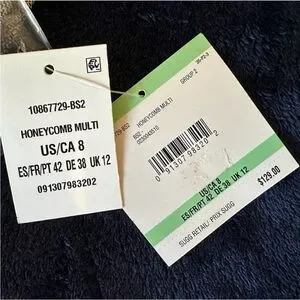 10867729-BS2
HONEYCOMB MULTI
US/CA 8
ES/FR/PT 42 DE 38 UK 12
091307983202
GROUP 2
HONEYCOMB MULTI
BS2:
0 91307 98320 2
US/CA 8
ES/FR/PT 42 DE 38 UK 12
$129.00
SUGG RETAIL/ PRIX SUGG